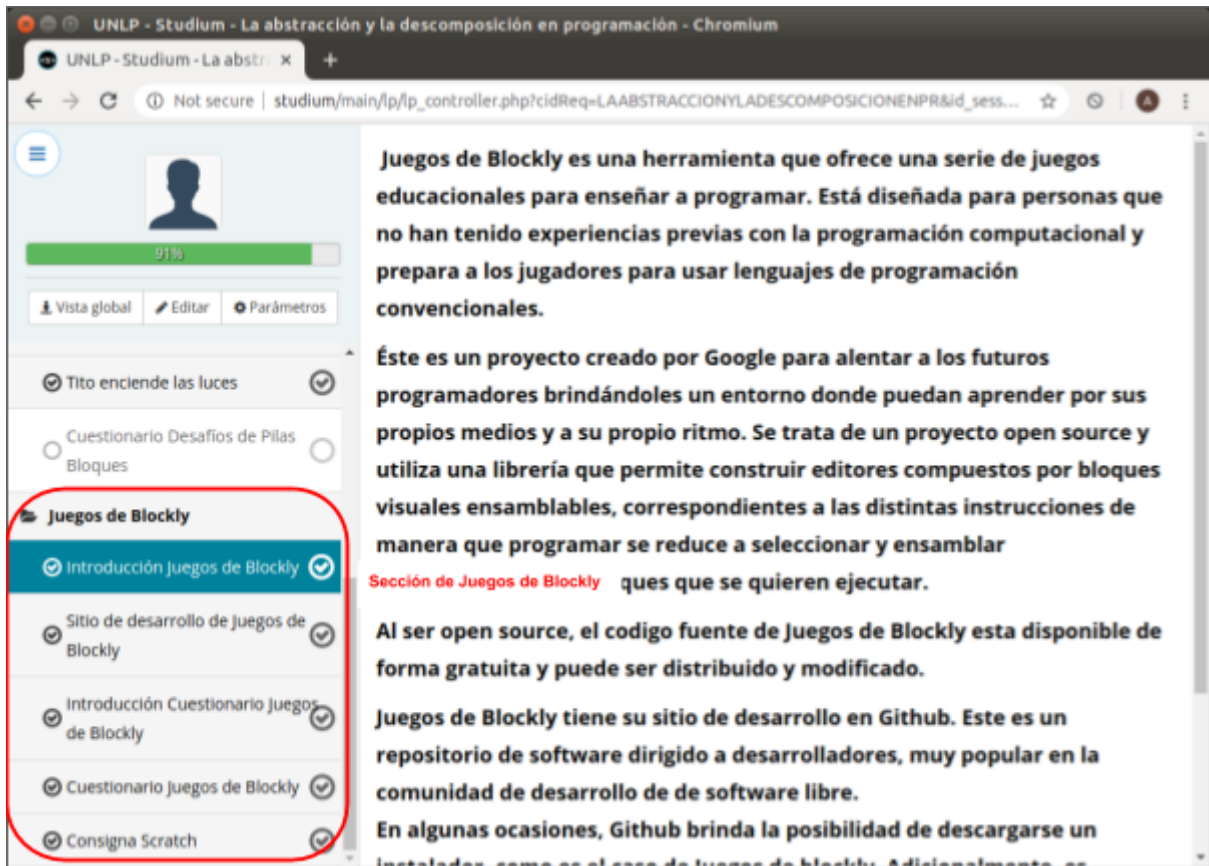 UNLP - Studium - La abstracción y la descomposición en programación - Chromium
UNLP - Studium - La abstr
Not secure | studium/main/lp/lp_controller.php?cidReq=LAABSTRACCIONYLADESCOMPOSICIONENPR&id_sess...
A
91%
Vista global
Editar
Parámetros
Tito enciende las luces
Cuestionario Desafíos de Pilas
Bloques
Juegos de Blockly
Introducción Juegos de Blockly
Sitio de desarrollo de Juegos de
Blockly
Introducción Cuestionario Juegos
de Blockly
Cuestionario Juegos de Blockly
Consigna Scratch
Juegos de Blockly es una herramienta que ofrece una serie de juegos
educacionales para enseñar a programar. Está diseñada para personas que
no han tenido experiencias previas con la programación computacional y
prepara a los jugadores para usar lenguajes de programación
convencionales.
Éste es un proyecto creado por Google para alentar a los futuros
programadores brindándoles un entorno donde puedan aprender por sus
propios medios y a su propio ritmo. Se trata de un proyecto open source y
utiliza una librería que permite construir editores compuestos por bloques
visuales ensamblables, correspondientes a las distintas instrucciones de
manera que programar se reduce a seleccionar y ensamblar
Sección de Juegos de Blockly
ques que se quieren ejecutar.
Al ser open source, el codigo fuente de Juegos de Blockly esta disponible de
forma gratuita y puede ser distribuido y modificado.
Juegos de Blockly tiene su sitio de desarrollo en Github. Este es un
repositorio de software dirigido a desarrolladores, muy popular en la
comunidad de desarrollo de de software libre.
En algunas ocasiones, Github brinda la posibilidad de descargarse un
instalador, como es el caso de Juegos de blockly. Adicionalmente, es